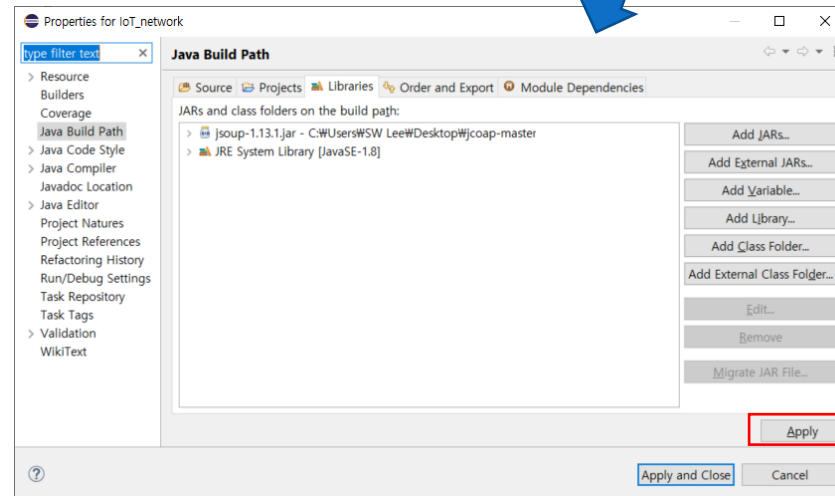 Properties for IoT_network
type filter text
Java Build Path
Resource
Builders
Coverage
Java Build Path
Java Code Style
Java Compiler
Javadoc Location
Java Editor
Project Natures
Project References
Refactoring History
Run/Debug Settings
Task Repository
Task Tags
Validation
WikiText
Source Projects Libraries Order and Export Module Dependencies
JARs and class folders on the build path:
jsoup-1.13.1.jar - C:₩Users₩SW Lee₩Desktop₩jcoap-master
JRE System Library [JavaSE-1.8]
Add JARs...
Add External JARs...
Add Variable...
Add Library...
Add Class Folder...
Add External Class Folder...
Edit...
Remove
Migrate JAR File...
Apply
Apply and Close
Cancel